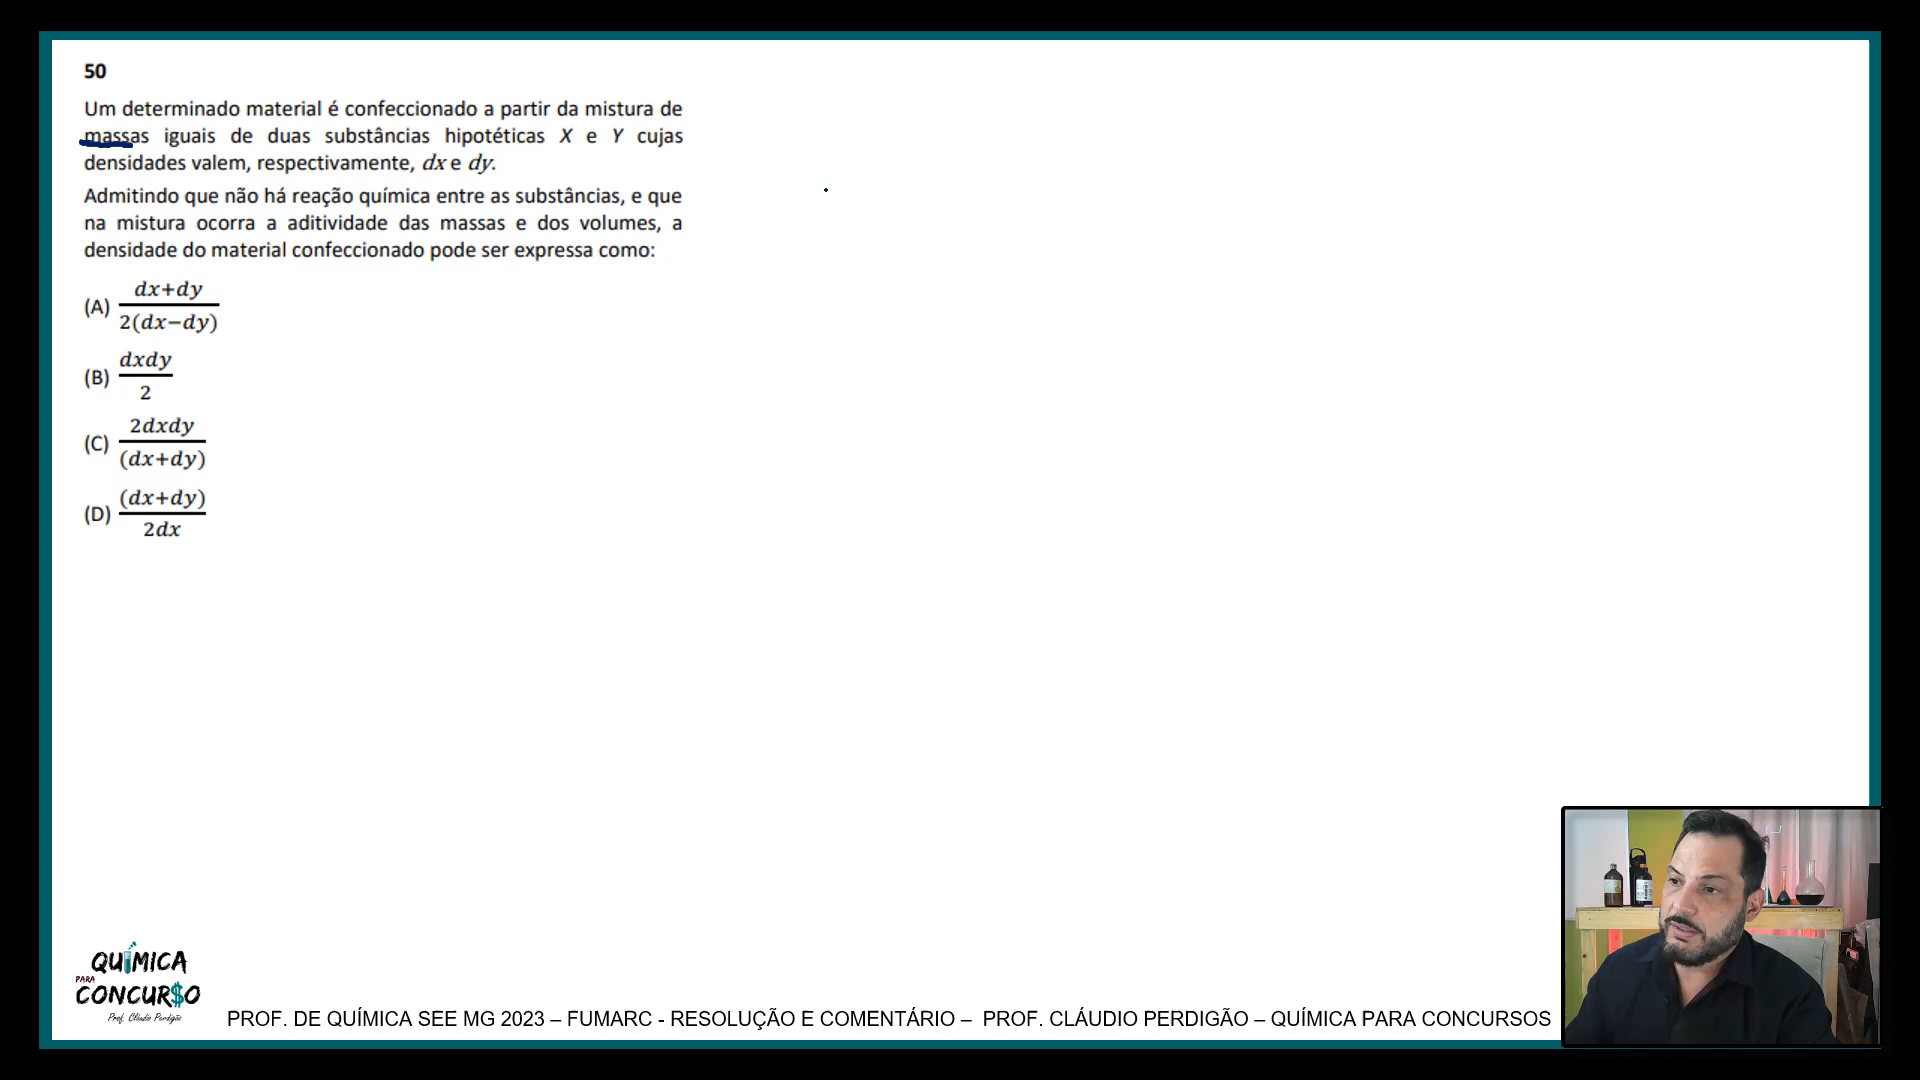 50
Um determinado material é confeccionado a partir da mistura de
massas iguais de duas substâncias hipotéticas X e Y cujas
densidades valem, respectivamente, dx e dy.
Admitindo que não há reação química entre as substâncias, e que
na mistura ocorra a aditividade das massas e dos volumes, a
densidade do material confeccionado pode ser expressa como:
(A) dx+dy
2(dx−dy)
(B) dxdy
2
(C) 2dxdy
(dx+dy)
(D) (dx+dy)
2dx
QUÍMICA
PARA
CONCUR$O
Prof. Cláudio Perdigão
PROF. DE QUÍMICA SEE MG 2023 – FUMARC - RESOLUÇÃO E COMENTÁRIO – PROF. CLÁUDIO PERDIGÃO – QUÍMICA PARA CONCURSOS